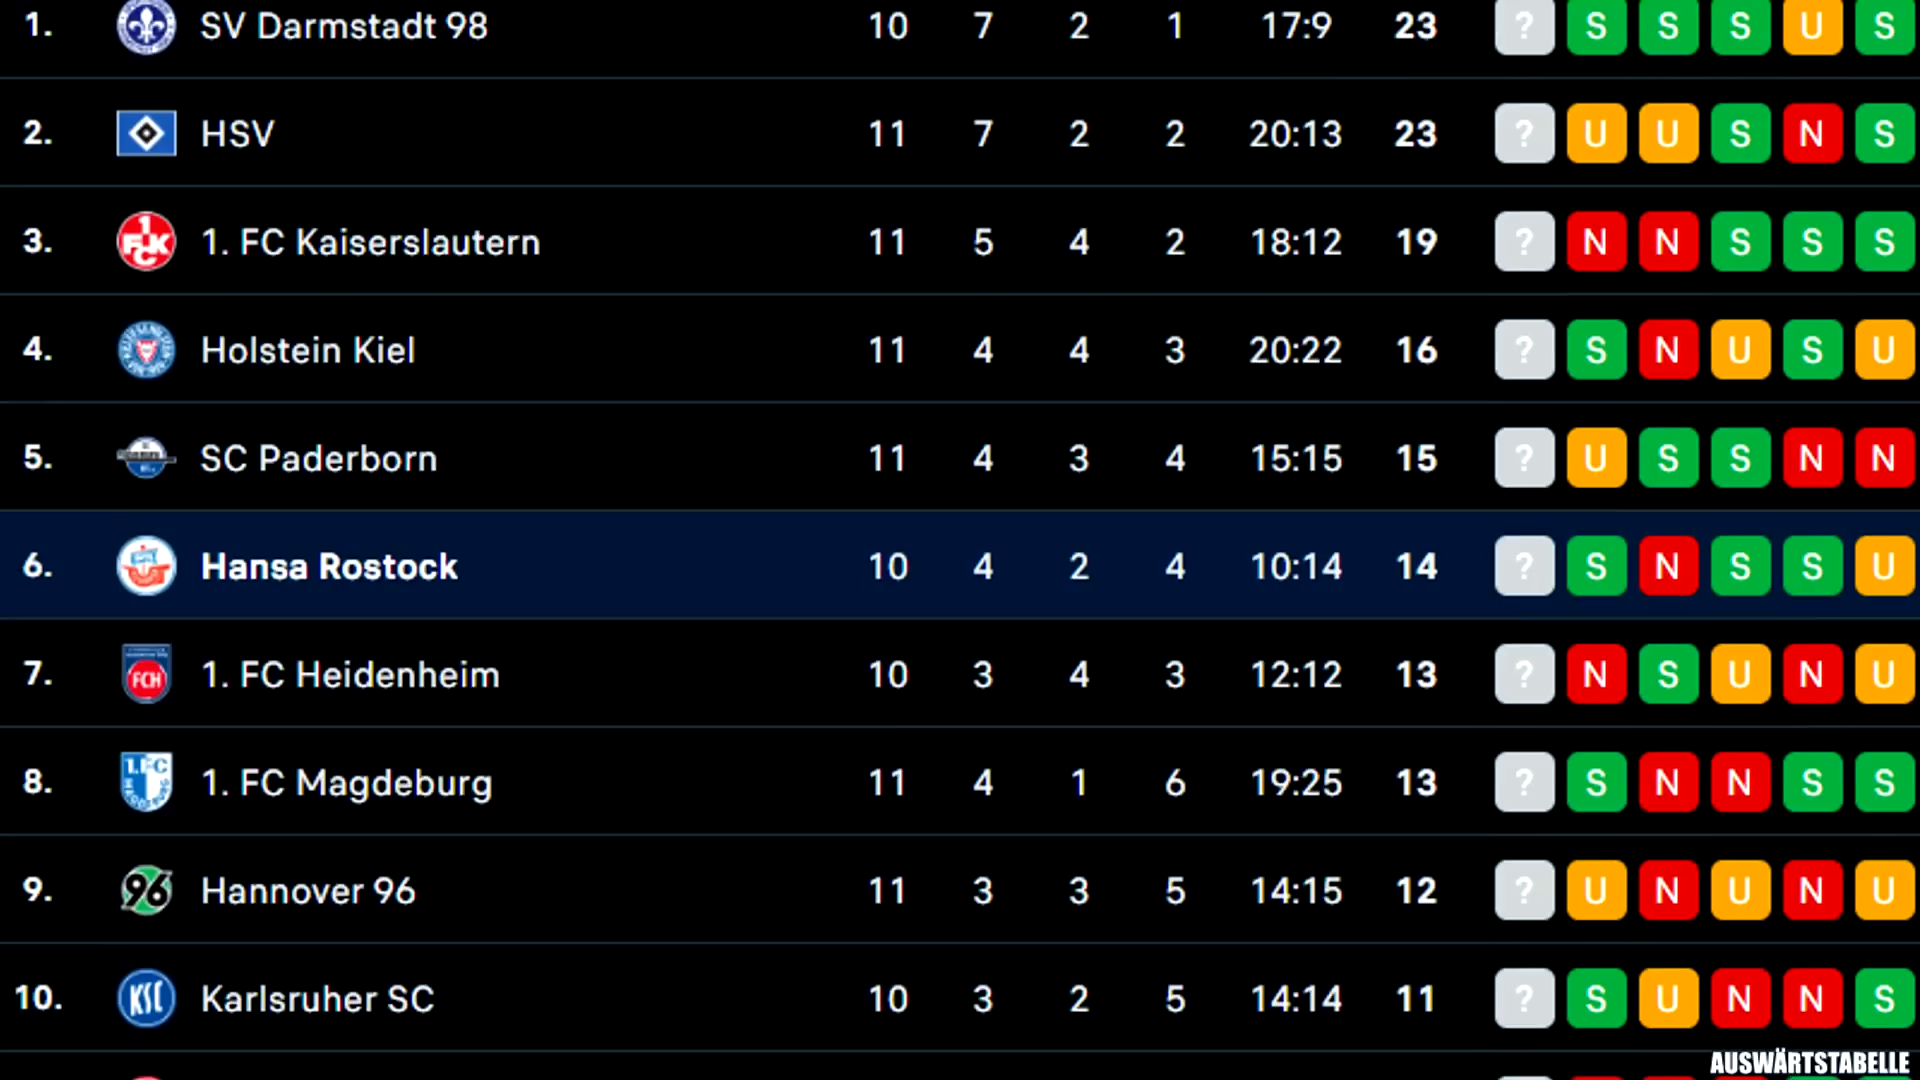 1. SV Darmstadt 98 10 7 2 1 17:9 23 ? S S S U S
2. HSV 11 7 2 2 20:13 23 ? U U S N S
3. 1. FC Kaiserslautern 11 5 4 2 18:12 19 ? N N S S S
4. Holstein Kiel 11 4 4 3 20:22 16 ? S N U S U
5. SC Paderborn 11 4 3 4 15:15 15 ? U S S N N
6. Hansa Rostock 10 4 2 4 10:14 14 ? S N S S U
7. FCH 1. FC Heidenheim 10 3 4 3 12:12 13 ? N S U N U
8. 1. FC Magdeburg 11 4 1 6 19:25 13 ? S N N S S
9. 96 Hannover 96 11 3 3 5 14:15 12 ? U N U N U
10. KSC Karlsruher SC 10 3 2 5 14:14 11 ? S U N N S
AUSWÄRTSTABELLE